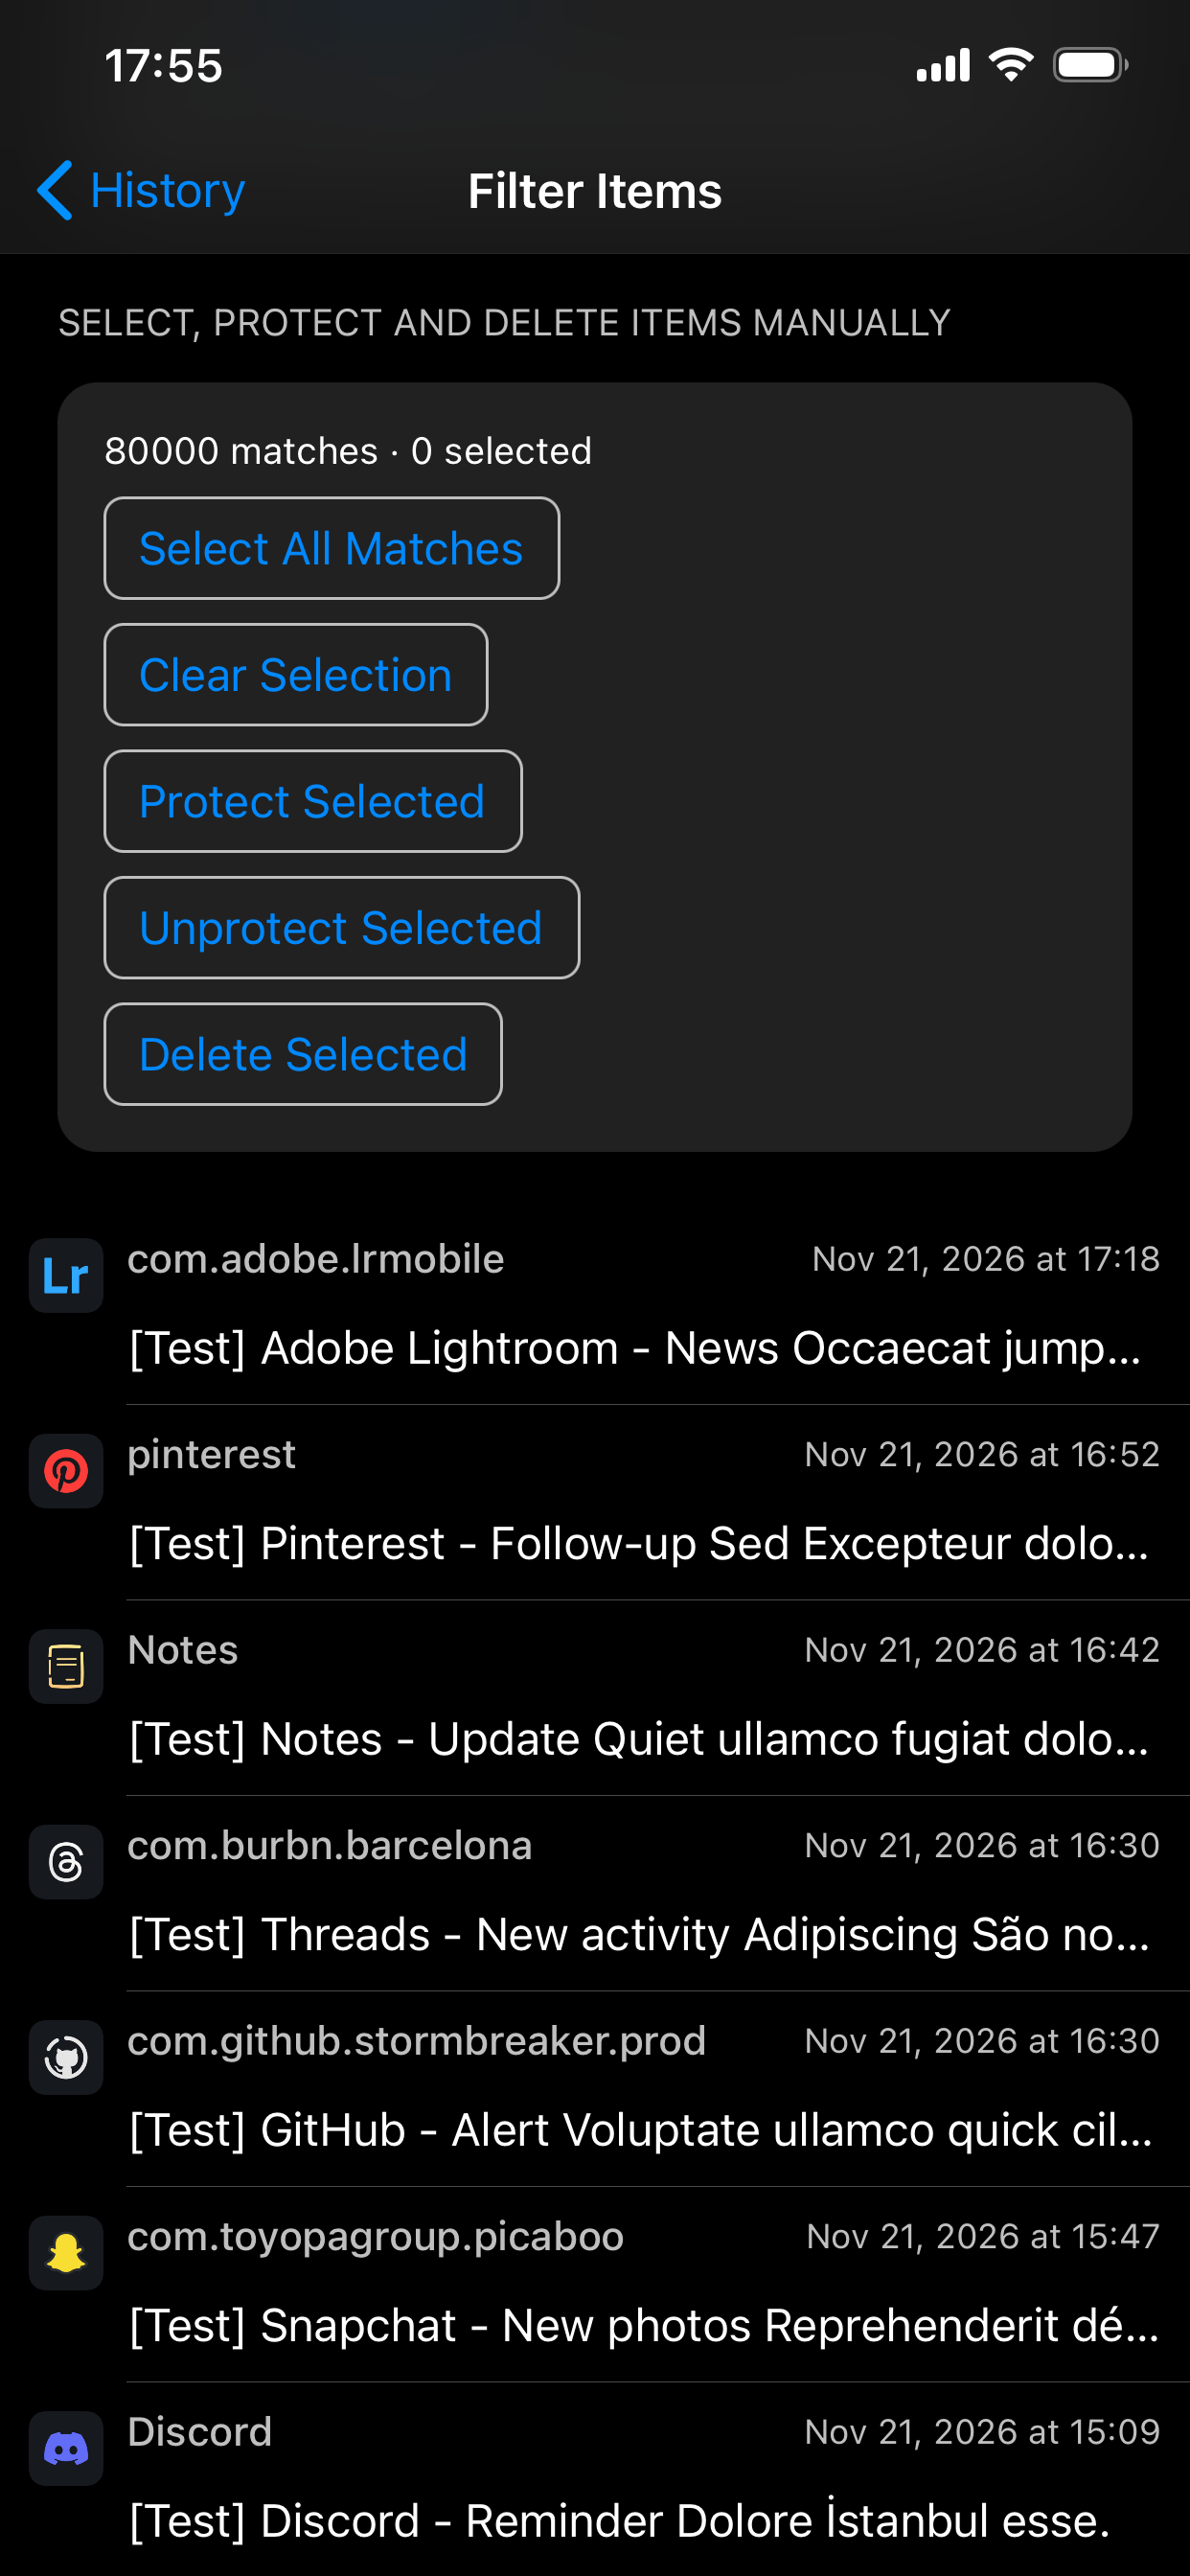 17:55
History
Filter Items
SELECT, PROTECT AND DELETE ITEMS MANUALLY
80000 matches · 0 selected
Select All Matches
Clear Selection
Protect Selected
Unprotect Selected
Delete Selected
Lr
com.adobe.lrmobile
Nov 21, 2026 at 17:18
[Test] Adobe Lightroom - News Occaecat jump...
pinterest
Nov 21, 2026 at 16:52
[Test] Pinterest - Follow-up Sed Excepteur dolo...
Notes
Nov 21, 2026 at 16:42
[Test] Notes - Update Quiet ullamco fugiat dolo...
com.burbn.barcelona
Nov 21, 2026 at 16:30
[Test] Threads - New activity Adipiscing São no...
com.github.stormbreaker.prod
Nov 21, 2026 at 16:30
[Test] GitHub - Alert Voluptate ullamco quick cil...
com.toyopagroup.picaboo
Nov 21, 2026 at 15:47
[Test] Snapchat - New photos Reprehenderit dé...
Discord
Nov 21, 2026 at 15:09
[Test] Discord - Reminder Dolore İstanbul esse.